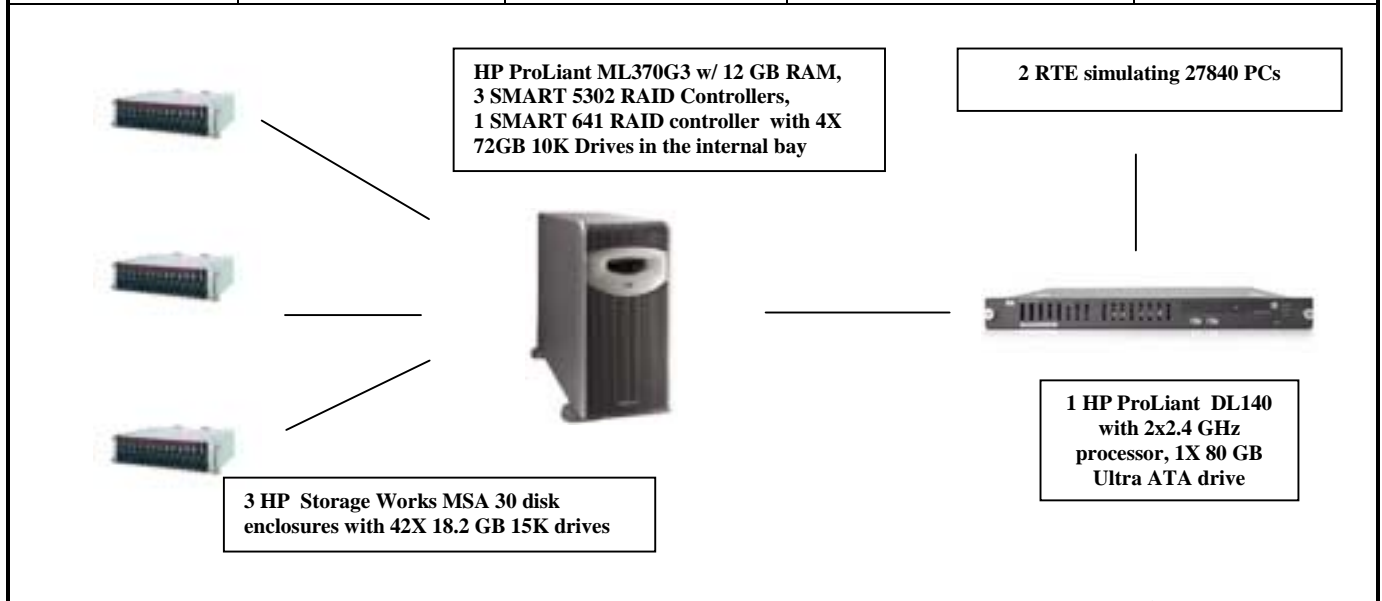 HP ProLiant ML370G3 w/ 12 GB RAM,
3 SMART 5302 RAID Controllers,
1 SMART 641 RAID controller with 4X
72GB 10K Drives in the internal bay
2 RTE simulating 27840 PCs
1 HP ProLiant DL140
with 2x2.4 GHz
processor, 1X 80 GB
Ultra ATA drive
3 HP Storage Works MSA 30 disk
enclosures with 42X 18.2 GB 15K drives